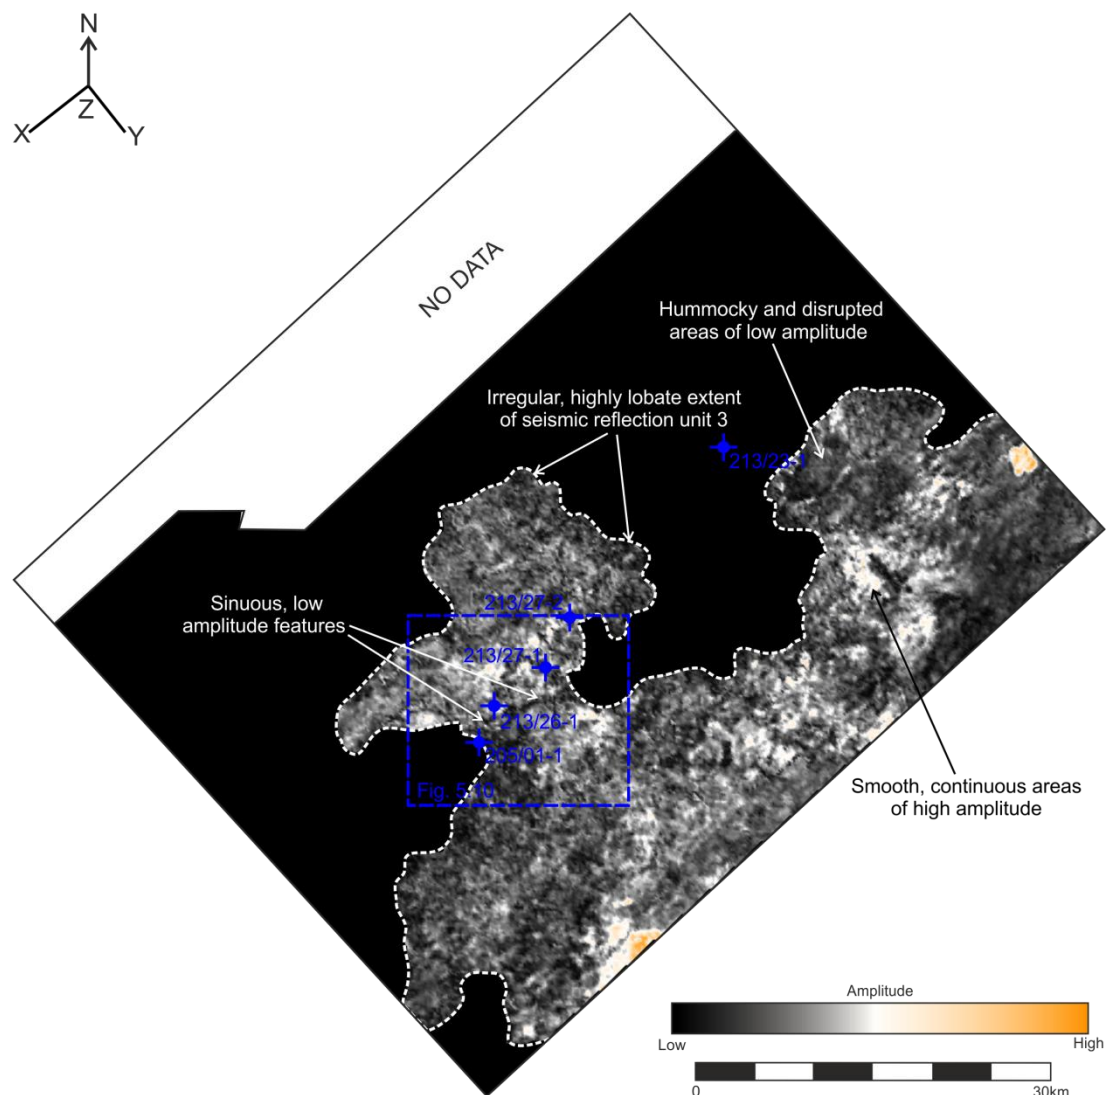 N
X
Z
Y
NO DATA
Hummocky and disrupted
areas of low amplitude
Irregular, highly lobate extent
of seismic reflection unit 3
213/23-1
Sinuous, low
amplitude features
213/27-2
213/27-1
213/26-1
205/01-1
Fig. 5.10
Smooth, continuous areas
of high amplitude
Amplitude
Low
High
0
30km